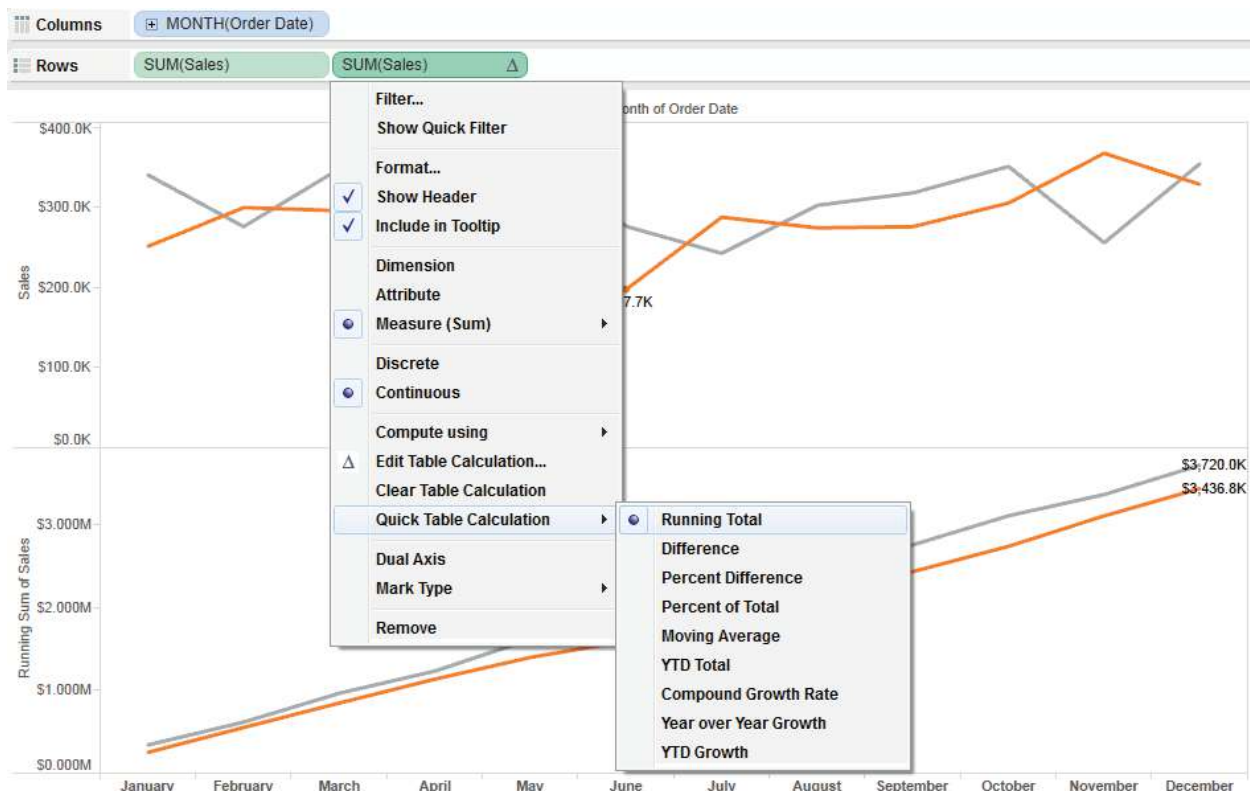 Columns
MONTH(Order Date)
Rows
SUM(Sales)
SUM(Sales) Δ
onth of Order Date
Filter...
Show Quick Filter
Format...
Show Header
Include in Tooltip
Dimension
Attribute
Measure (Sum)
Discrete
Continuous
Compute using
Δ Edit Table Calculation...
Clear Table Calculation
Quick Table Calculation
Dual Axis
Mark Type
Remove
Running Total
Difference
Percent Difference
Percent of Total
Moving Average
YTD Total
Compound Growth Rate
Year over Year Growth
YTD Growth
Sales
$400.0K
$300.0K
$200.0K
$100.0K
$0.0K
7.7K
Running Sum of Sales
$3.000M
$2.000M
$1.000M
$0.000M
$3,720.0K
$3,436.8K
January February March April May June July August September October November December